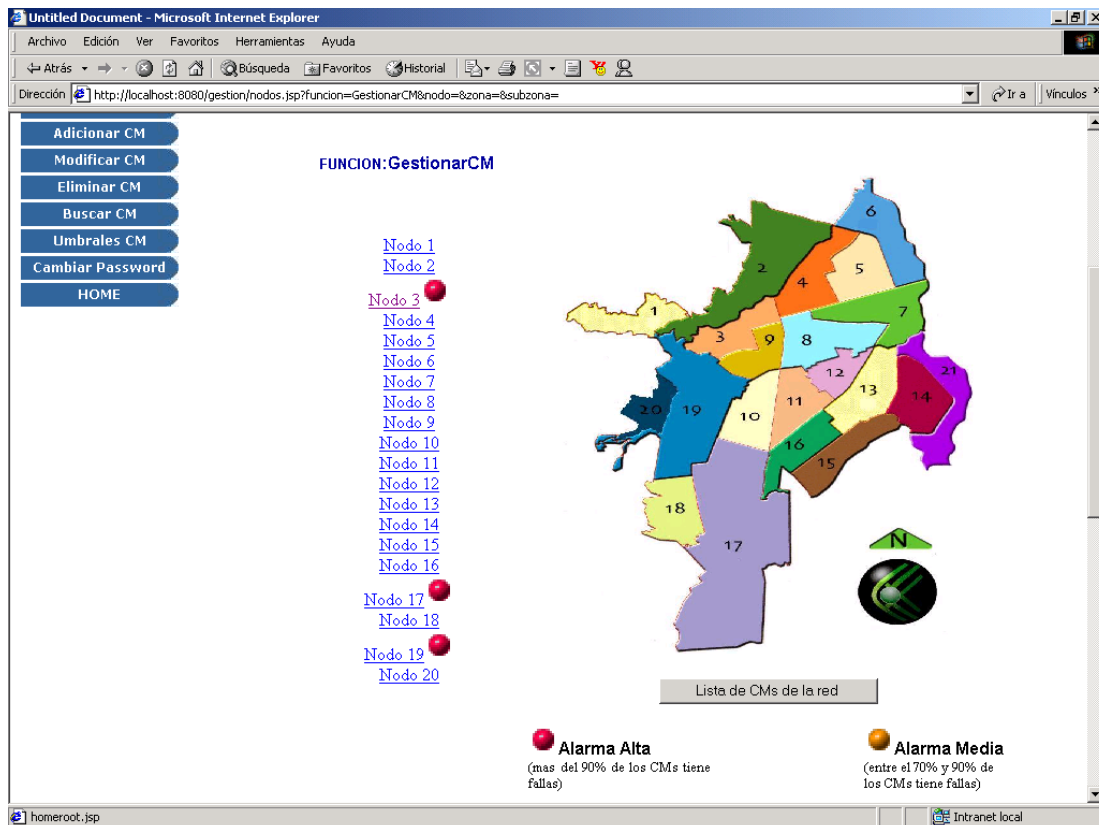 Untitled Document - Microsoft Internet Explorer
Archivo Edición Ver Favoritos Herramientas Ayuda
Atrás Búsqueda Favoritos Historial
Dirección http://localhost:8080/gestion/nodos.jsp?funcion=GestionarCM&nodo=&zona=&subzona= Ir a Vínculos »
Adicionar CM
Modificar CM
Eliminar CM
Buscar CM
Umbrales CM
Cambiar Password
HOME
FUNCION:GestionarCM
Nodo 1
Nodo 2
Nodo 3
Nodo 4
Nodo 5
Nodo 6
Nodo 7
Nodo 8
Nodo 9
Nodo 10
Nodo 11
Nodo 12
Nodo 13
Nodo 14
Nodo 15
Nodo 16
Nodo 17
Nodo 18
Nodo 19
Nodo 20
6
2
5
4
1
7
3
9
8
12
21
13
14
20
19
10
11
16
15
18
17
N
Lista de CMs de la red
Alarma Alta
(mas del 90% de los CMs tiene
fallas)
Alarma Media
(entre el 70% y 90% de
los CMs tiene fallas)
homeroot.jsp
Intranet local